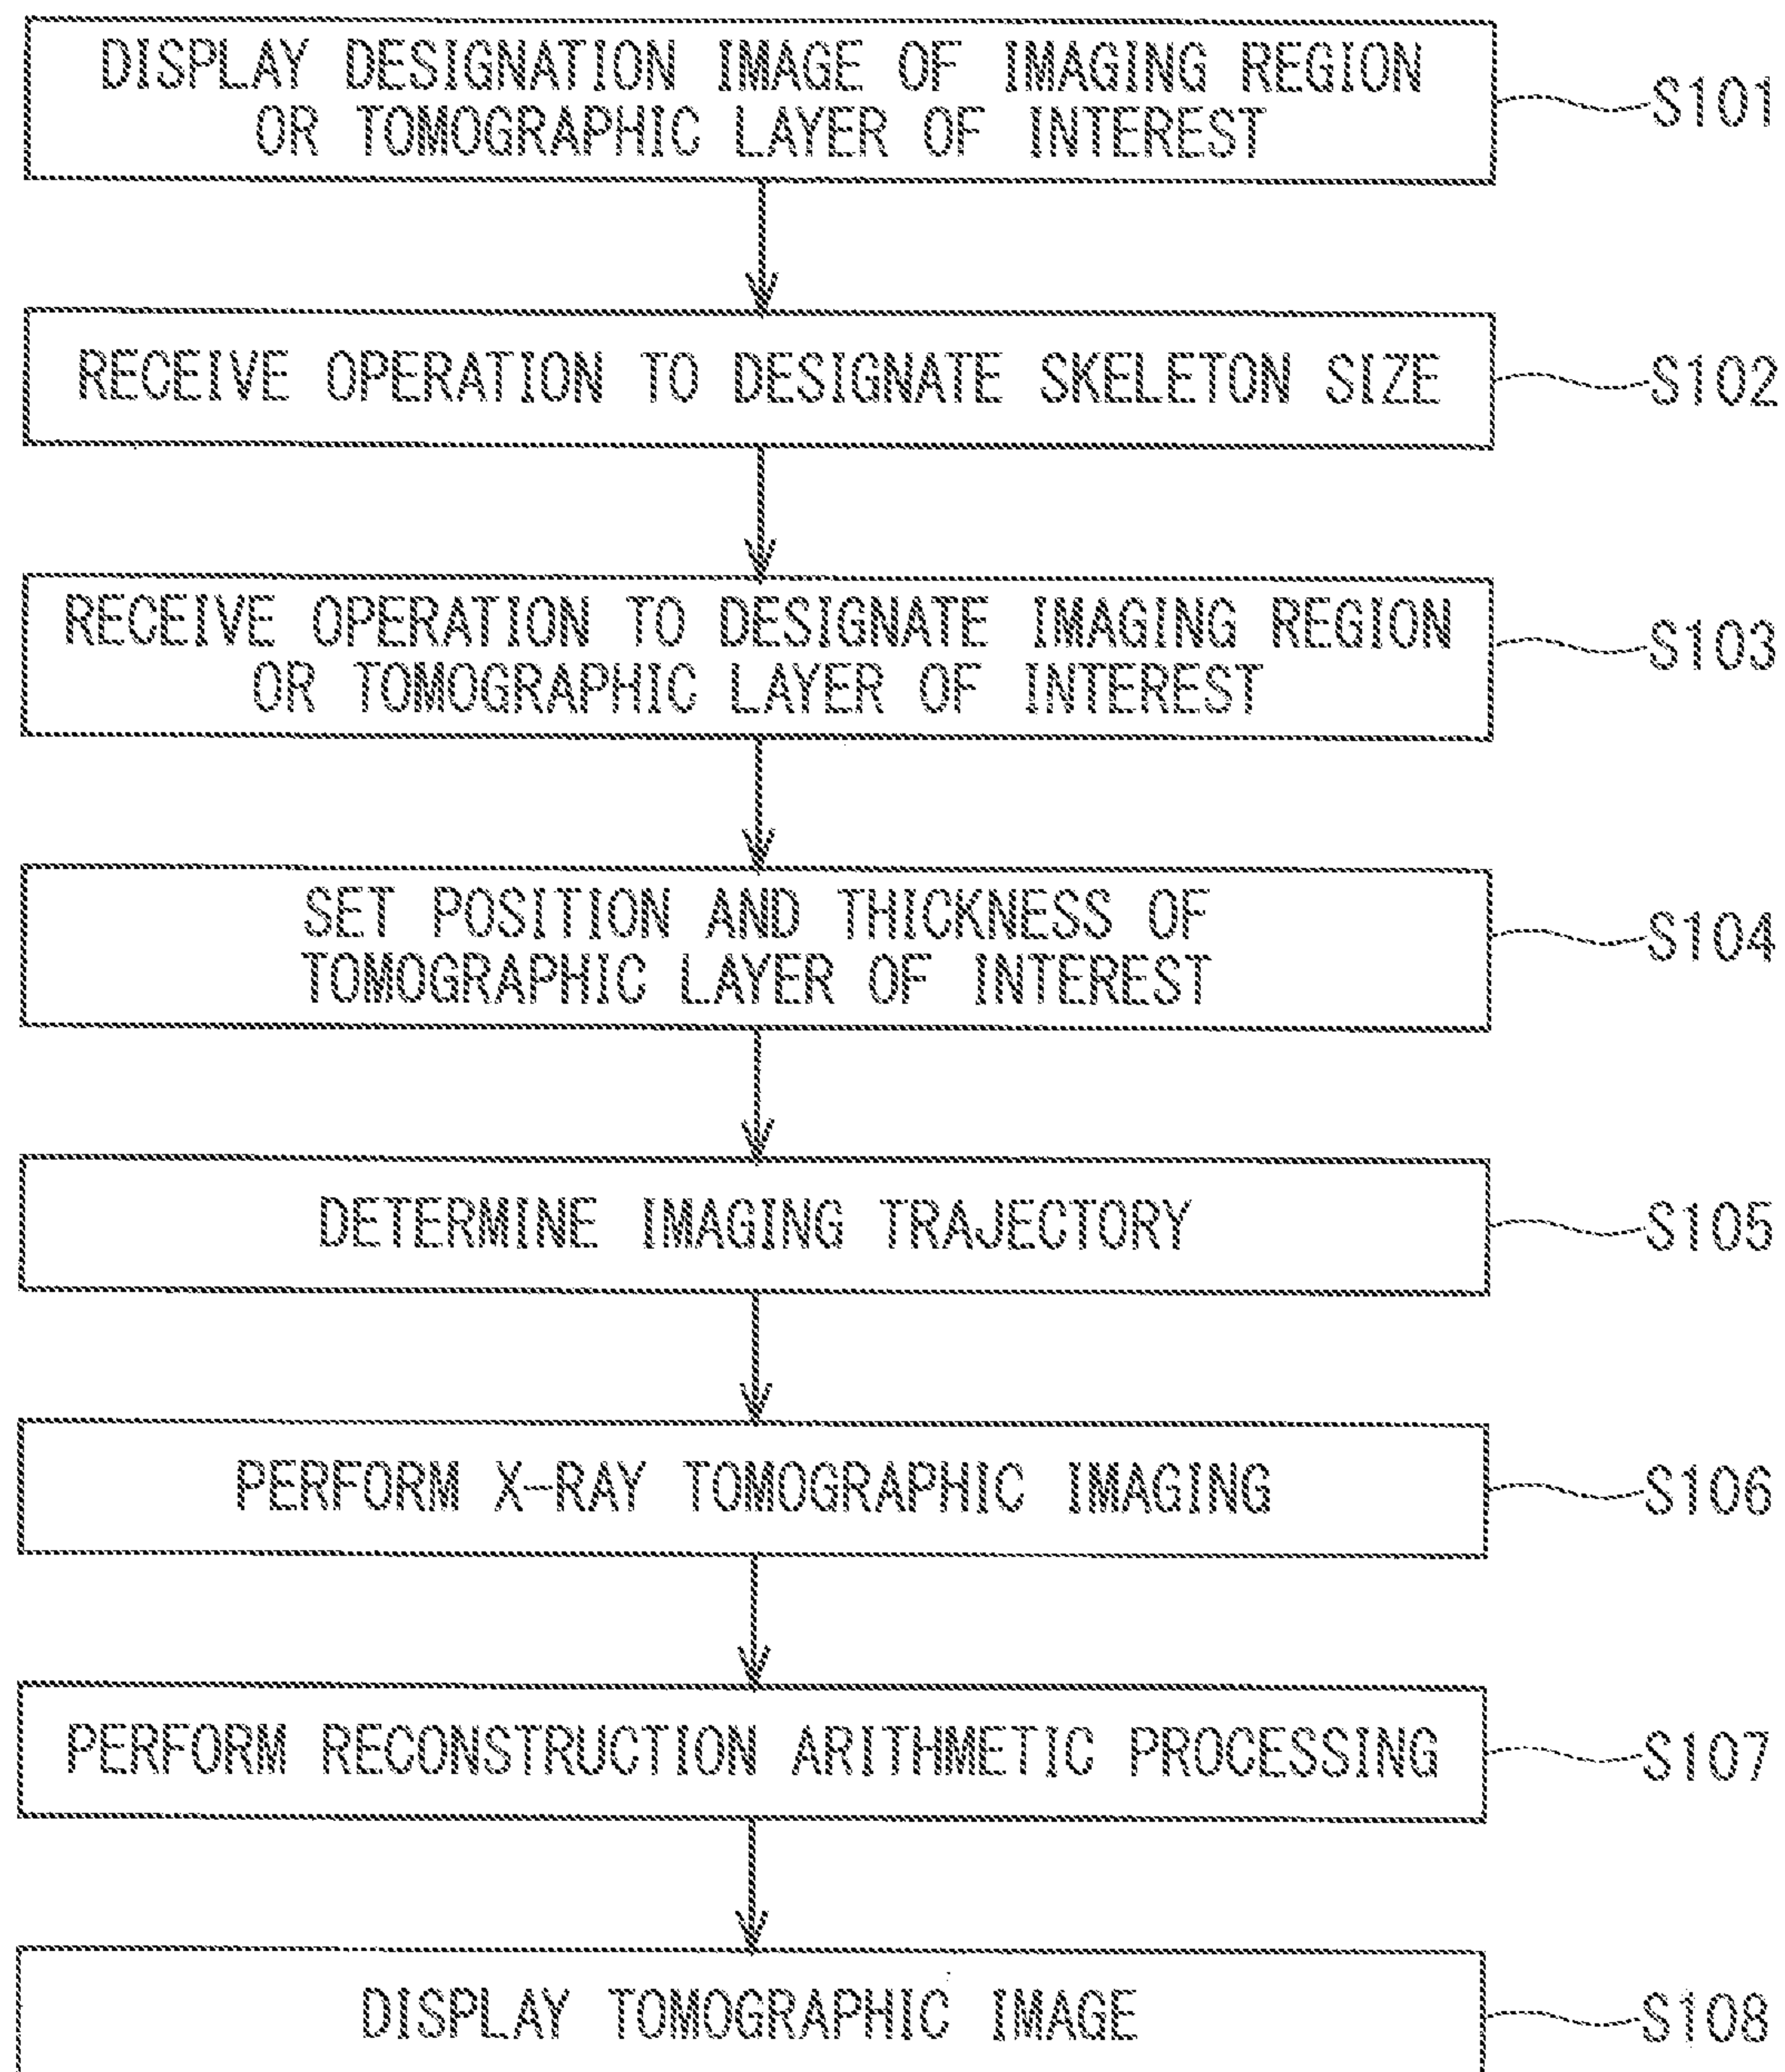 DISPLAY DESIGNATION IMAGE OF IMAGING REGION
OR TOMOGRAPHIC LAYER OF INTEREST
S101
RECEIVE OPERATION TO DESIGNATE SKELETON SIZE
S102
RECEIVE OPERATION TO DESIGNATE IMAGING REGION
OR TOMOGRAPHIC LAYER OF INTEREST
S103
SET POSITION AND THICKNESS OF
TOMOGRAPHIC LAYER OF INTEREST
S104
DETERMINE IMAGING TRAJECTORY
S105
PERFORM X-RAY TOMOGRAPHIC IMAGING
S106
PERFORM RECONSTRUCTION ARITHMETIC PROCESSING
S107
DISPLAY TOMOGRAPHIC IMAGE
S108